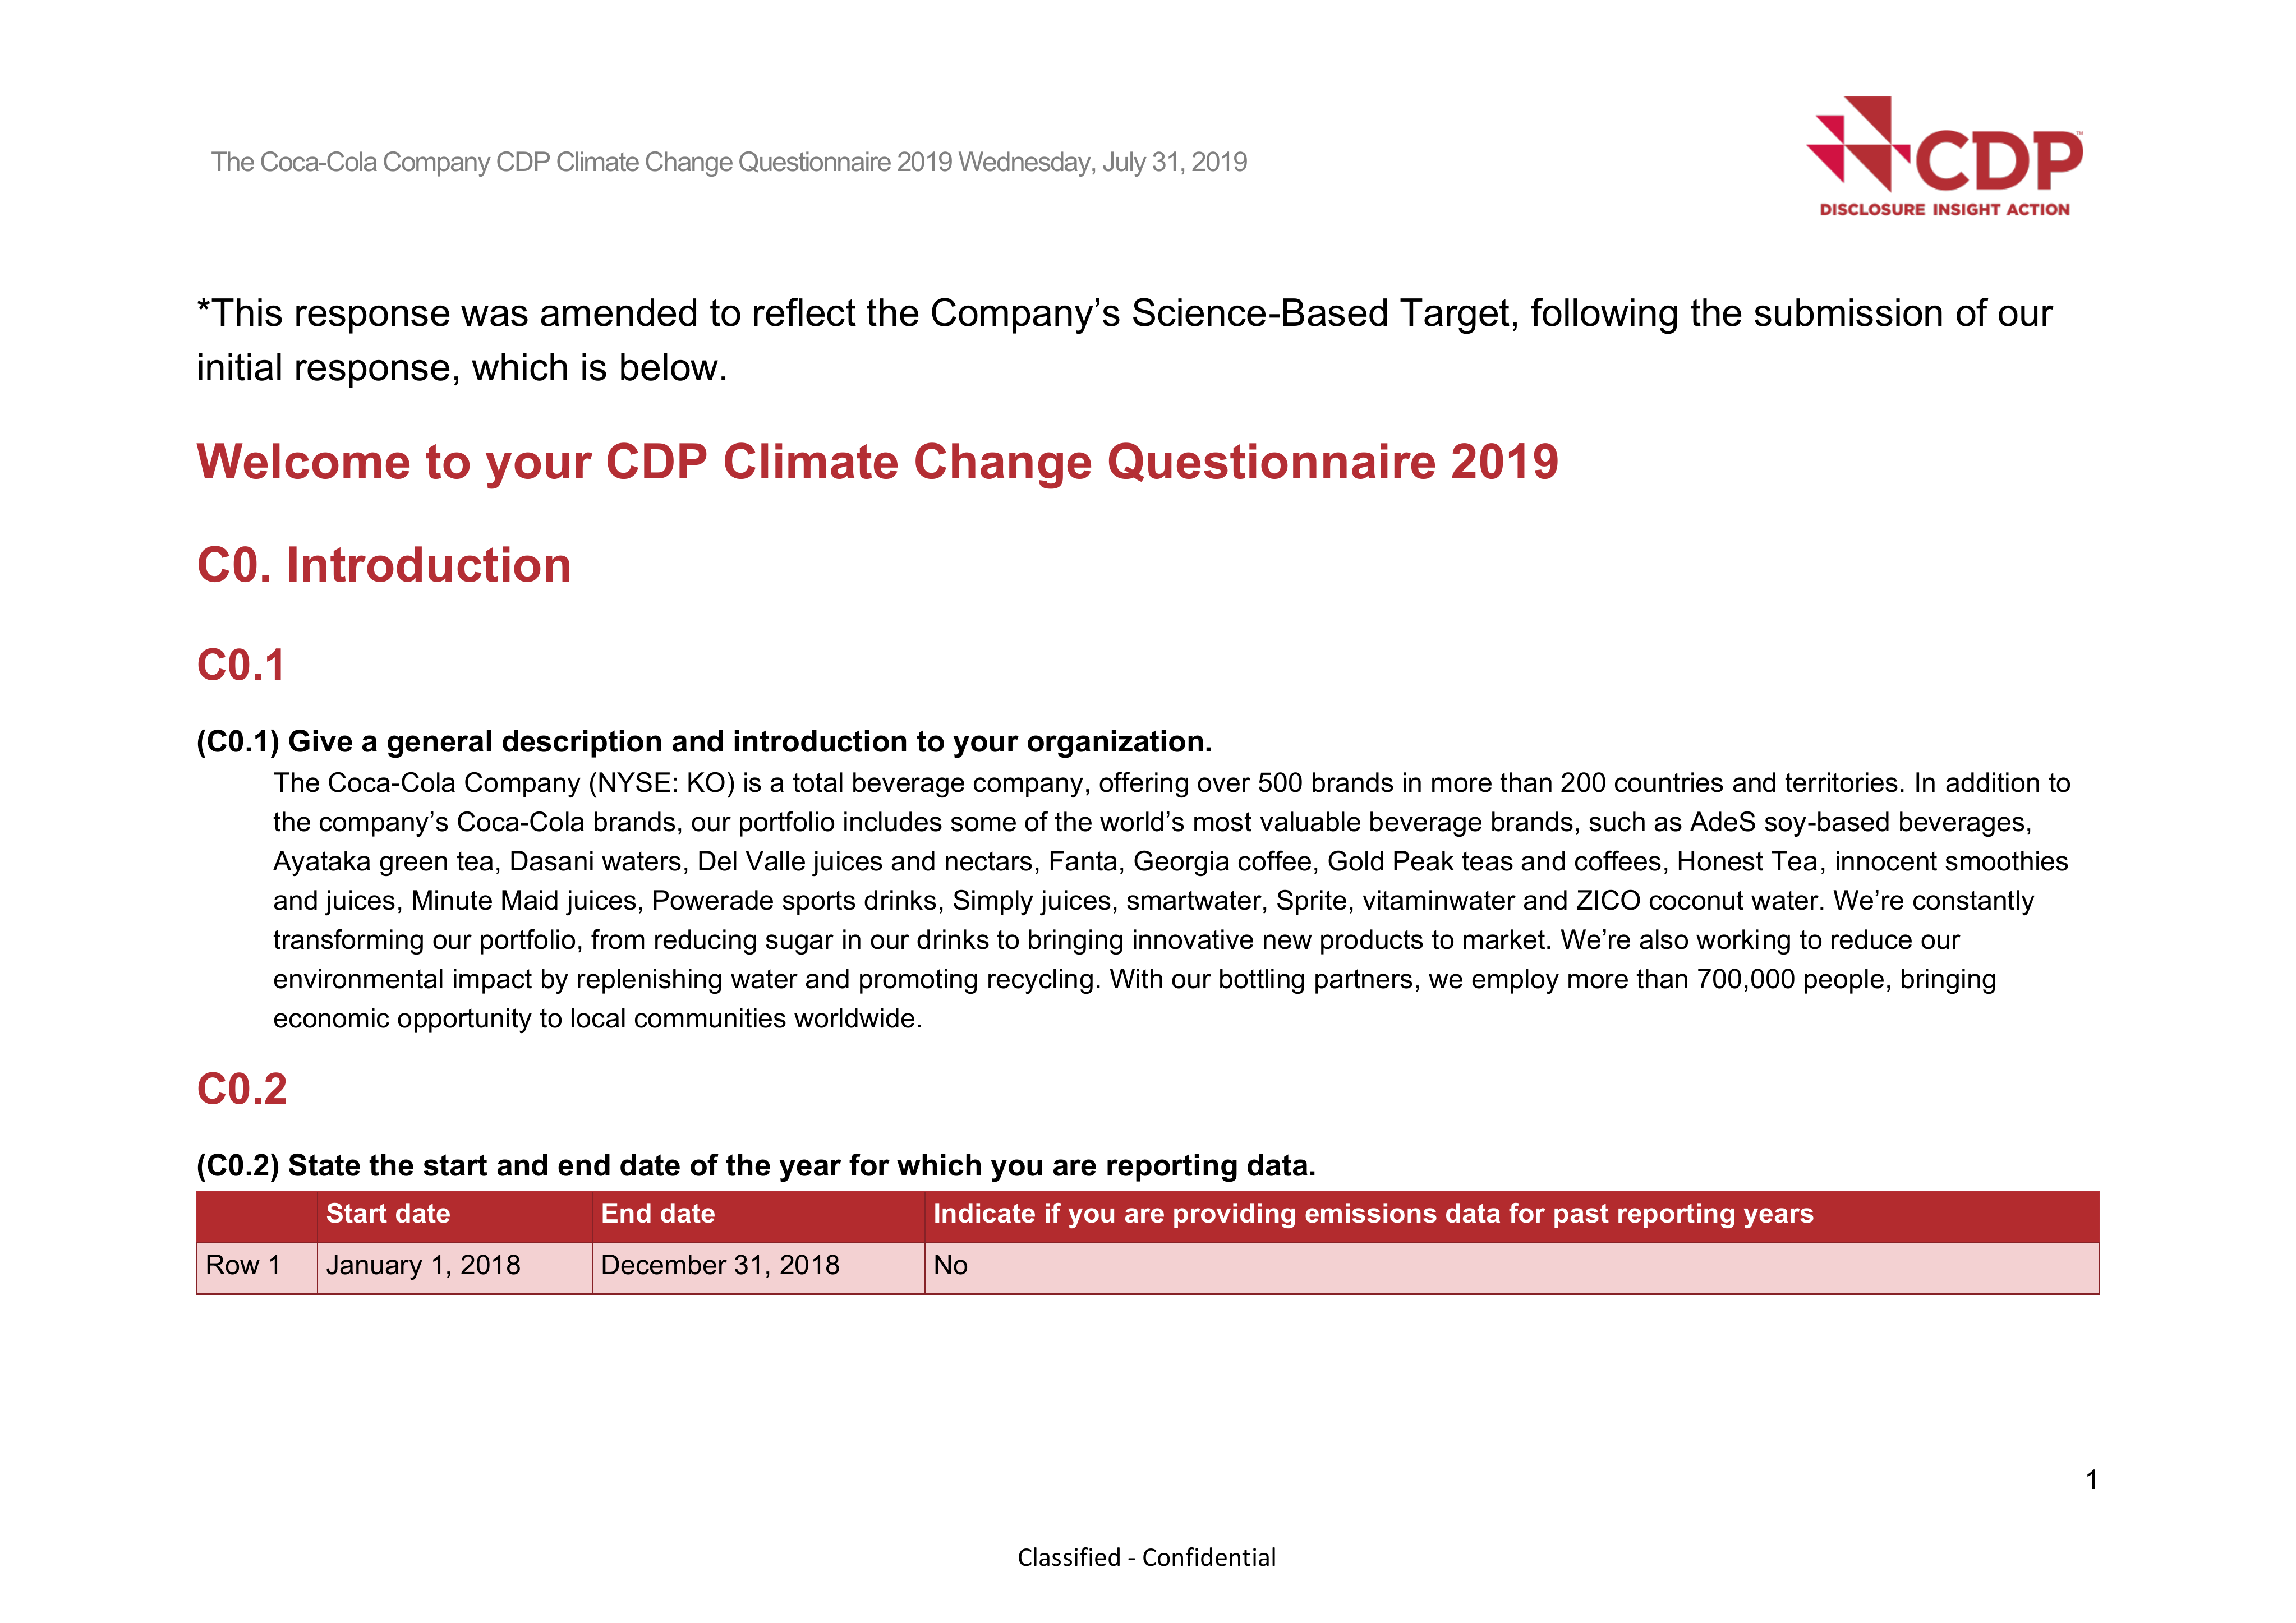 The Coca-Cola Company CDP Climate Change Questionnaire 2019 Wednesday, July 31, 2019
CDP™
DISCLOSURE INSIGHT ACTION
*This response was amended to reflect the Company’s Science-Based Target, following the submission of our
initial response, which is below.
Welcome to your CDP Climate Change Questionnaire 2019
C0. Introduction
C0.1
(C0.1) Give a general description and introduction to your organization.
The Coca-Cola Company (NYSE: KO) is a total beverage company, offering over 500 brands in more than 200 countries and territories. In addition to
the company’s Coca-Cola brands, our portfolio includes some of the world’s most valuable beverage brands, such as AdeS soy-based beverages,
Ayataka green tea, Dasani waters, Del Valle juices and nectars, Fanta, Georgia coffee, Gold Peak teas and coffees, Honest Tea, innocent smoothies
and juices, Minute Maid juices, Powerade sports drinks, Simply juices, smartwater, Sprite, vitaminwater and ZICO coconut water. We’re constantly
transforming our portfolio, from reducing sugar in our drinks to bringing innovative new products to market. We’re also working to reduce our
environmental impact by replenishing water and promoting recycling. With our bottling partners, we employ more than 700,000 people, bringing
economic opportunity to local communities worldwide.
C0.2
(C0.2) State the start and end date of the year for which you are reporting data.
Start date End date Indicate if you are providing emissions data for past reporting years
Row 1 January 1, 2018 December 31, 2018 No
1
Classified - Confidential